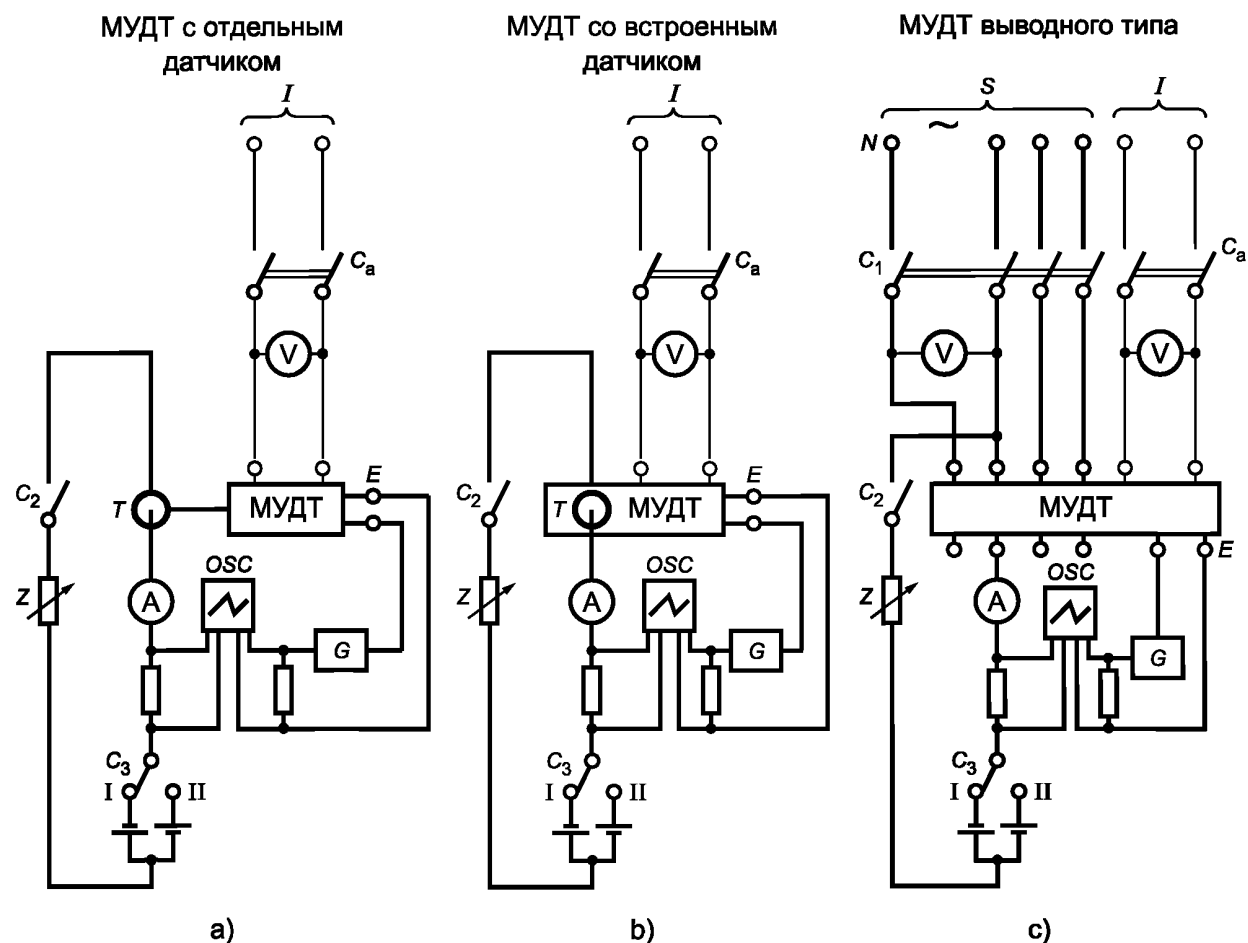 МУДТ с отдельным
датчиком
I
Cа
V
C2
T
МУДТ
E
OSC
Z
A
G
C3
I
II
a)
МУДТ со встроенным
датчиком
I
Cа
V
C2
T
МУДТ
E
OSC
Z
A
G
C3
I
II
b)
МУДТ выводного типа
S
I
N
~
C1
Cа
V
V
C2
МУДТ
E
OSC
Z
A
G
C3
I
II
c)